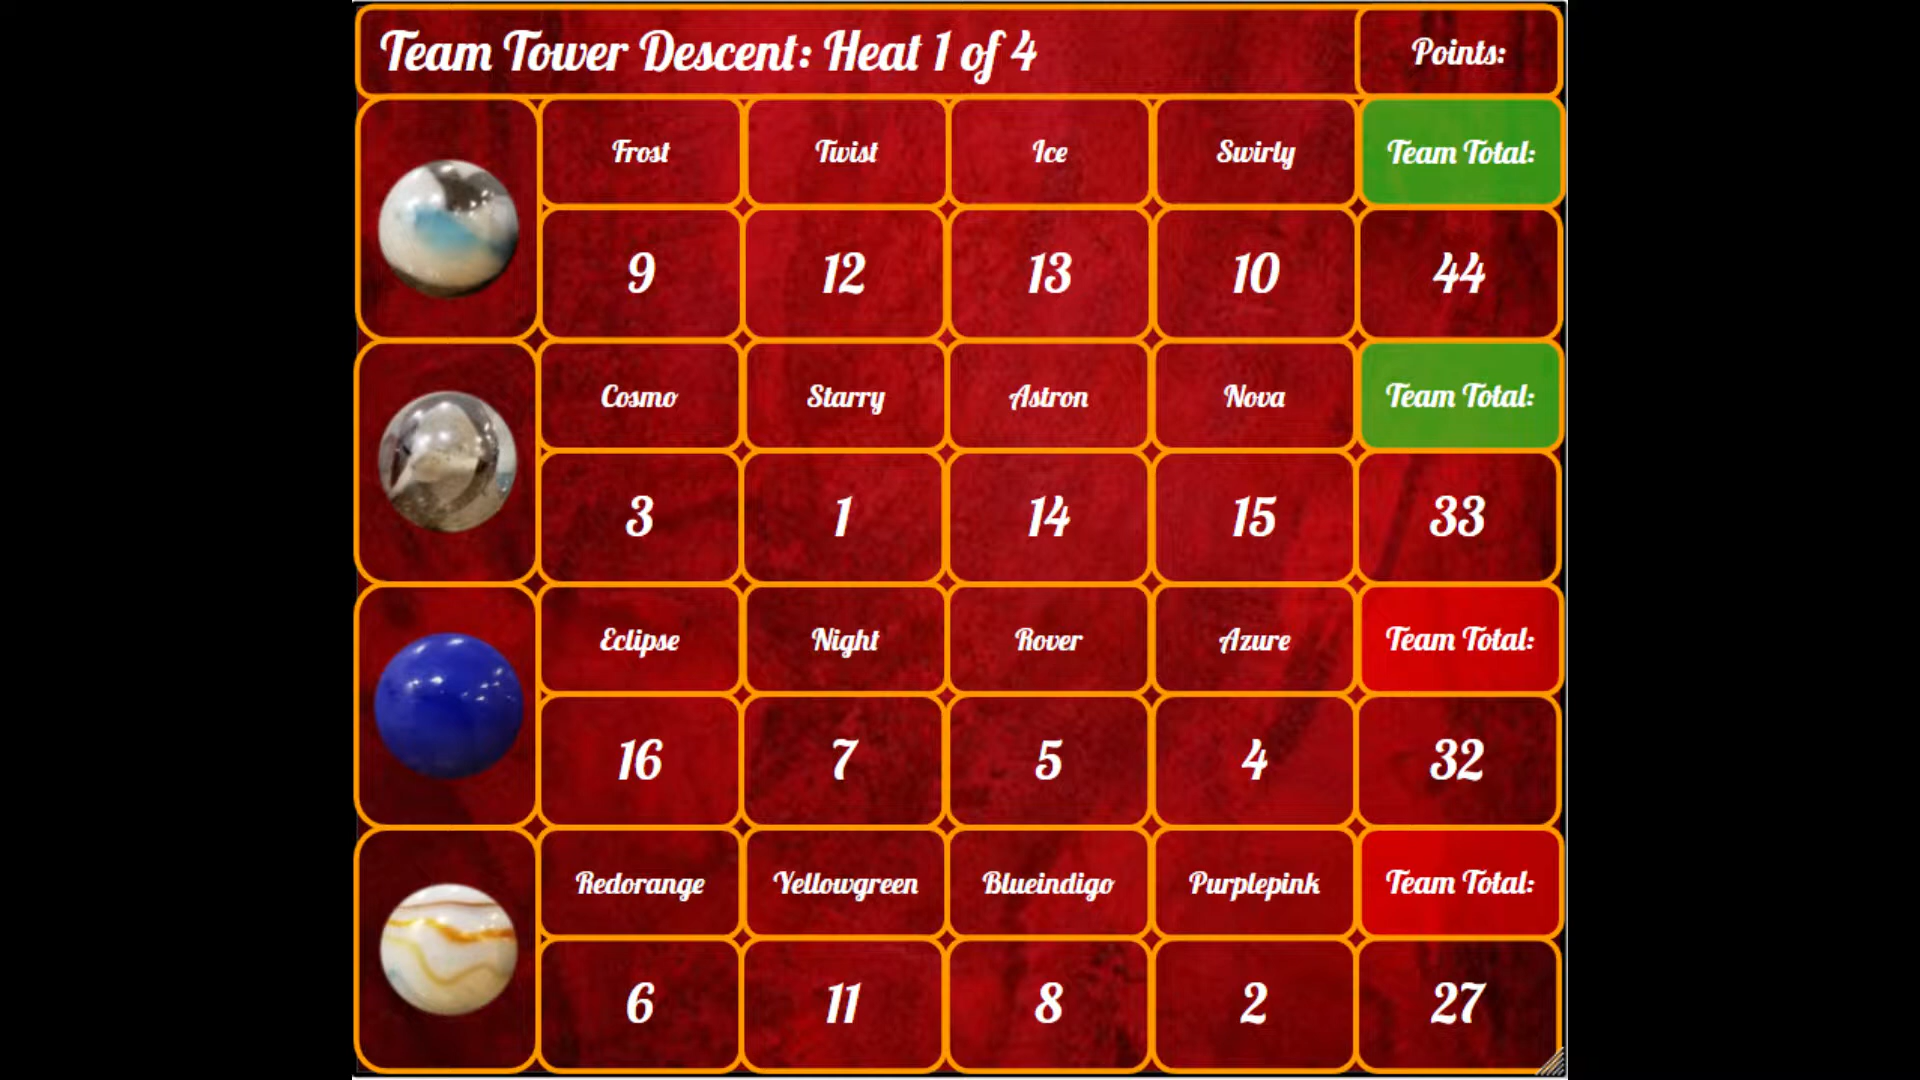 Team Tower Descent: Heat 1 of 4 Points:
Frost Twist Ice Swirly Team Total:
9 12 13 10 44
Cosmo Starry Astron Nova Team Total:
3 1 14 15 33
Eclipse Night Rover Azure Team Total:
16 7 5 4 32
Redorange Yellowgreen Blueindigo Purplepink Team Total:
6 11 8 2 27